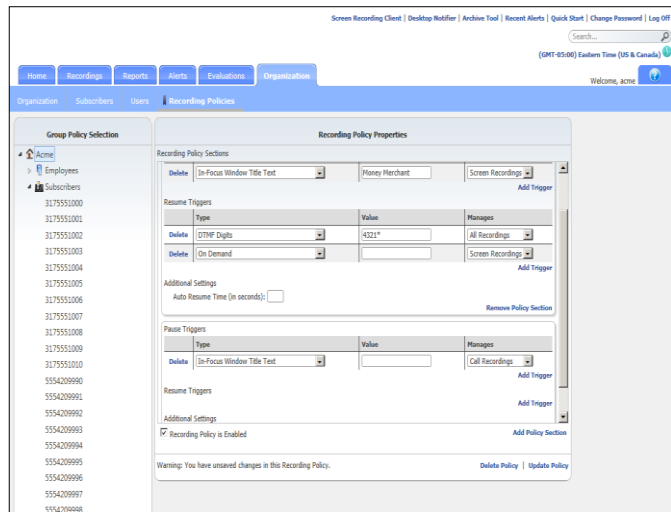 Screen Recording Client | Desktop Notifier | Archive Tool | Recent Alerts | Quick Start | Change Password | Log Off
Search...
(GMT-05:00) Eastern Time (US & Canada)
Home Recordings Reports Alerts Evaluations Organization
Welcome, acme
Organization Subscribers Users Recording Policies
Group Policy Selection
Acme
Employees
Subscribers
3175551000
3175551001
3175551002
3175551003
3175551004
3175551005
3175551006
3175551007
3175551008
3175551009
3175551010
5554209990
5554209991
5554209992
5554209993
5554209994
5554209995
5554209996
5554209997
5554209998
Recording Policy Properties
Recording Policy Sections
Delete In-Focus Window Title Text Money Merchant Screen Recordings
Add Trigger
Resume Triggers
Type Value Manages
Delete DTMF Digits 4321* All Recordings
Delete On Demand Screen Recordings
Add Trigger
Additional Settings
Auto Resume Time (in seconds):
Remove Policy Section
Pause Triggers
Type Value Manages
Delete In-Focus Window Title Text Call Recordings
Add Trigger
Resume Triggers
Add Trigger
Additional Settings
Recording Policy is Enabled
Add Policy Section
Warning: You have unsaved changes in this Recording Policy.
Delete Policy | Update Policy